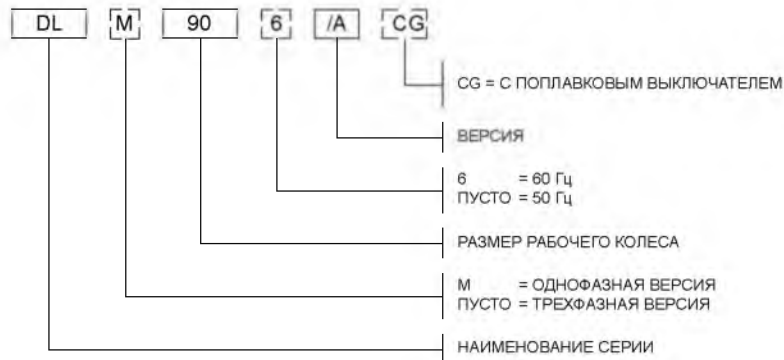 DL M 90 6 /A CG
CG = С ПОПЛАВКОВЫМ ВЫКЛЮЧАТЕЛЕМ
ВЕРСИЯ
6 = 60 Гц
ПУСТО = 50 Гц
РАЗМЕР РАБОЧЕГО КОЛЕСА
М = ОДНОФАЗНАЯ ВЕРСИЯ
ПУСТО = ТРЕХФАЗНАЯ ВЕРСИЯ
НАИМЕНОВАНИЕ СЕРИИ